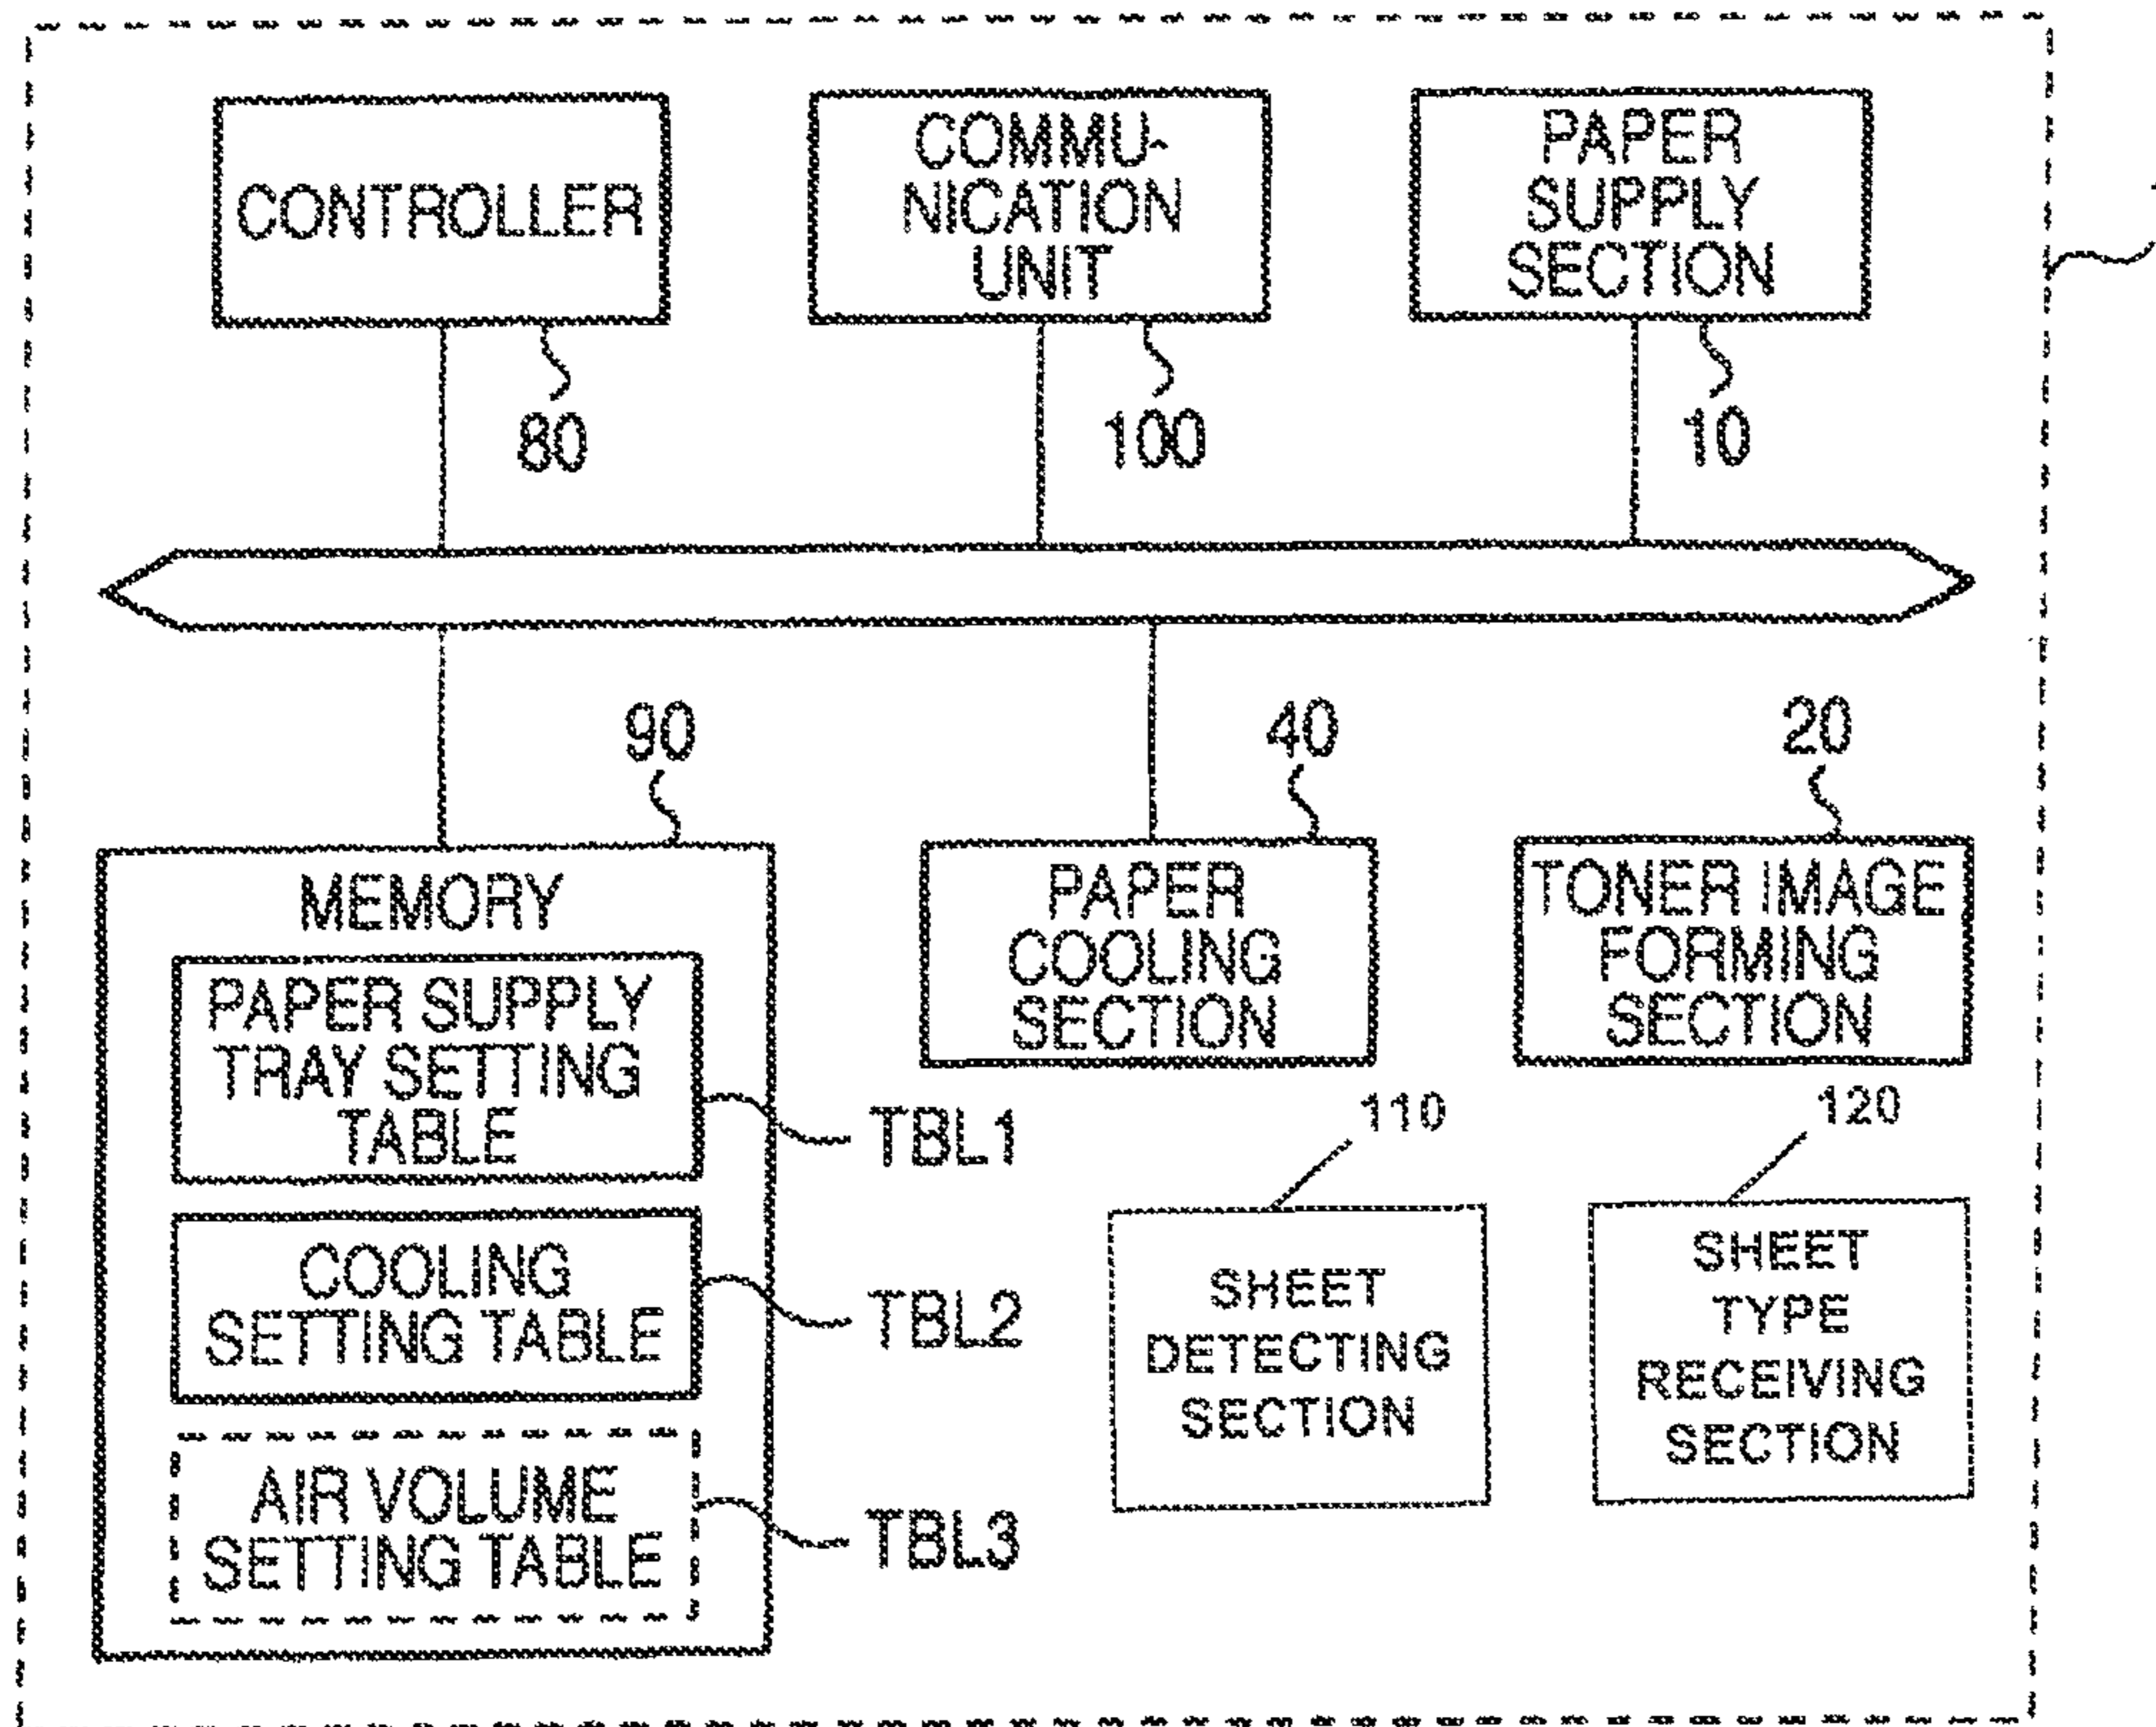 CONTROLLER
COMMU-
NICATION
UNIT
PAPER
SUPPLY
SECTION
80
100
10
90
40
20
MEMORY
PAPER SUPPLY
TRAY SETTING
TABLE
TBL1
COOLING
SETTING TABLE
TBL2
AIR VOLUME
SETTING TABLE
TBL3
PAPER
COOLING
SECTION
TONER IMAGE
FORMING
SECTION
110
120
SHEET
DETECTING
SECTION
SHEET
TYPE
RECEIVING
SECTION